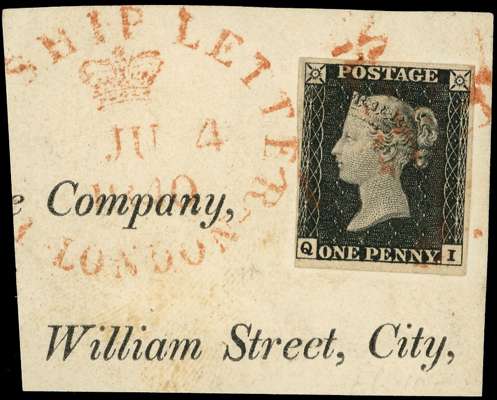 SHIP LETTER
JU 4
LONDON
POSTAGE
Q ONE PENNY I
Company,
William Street, City,